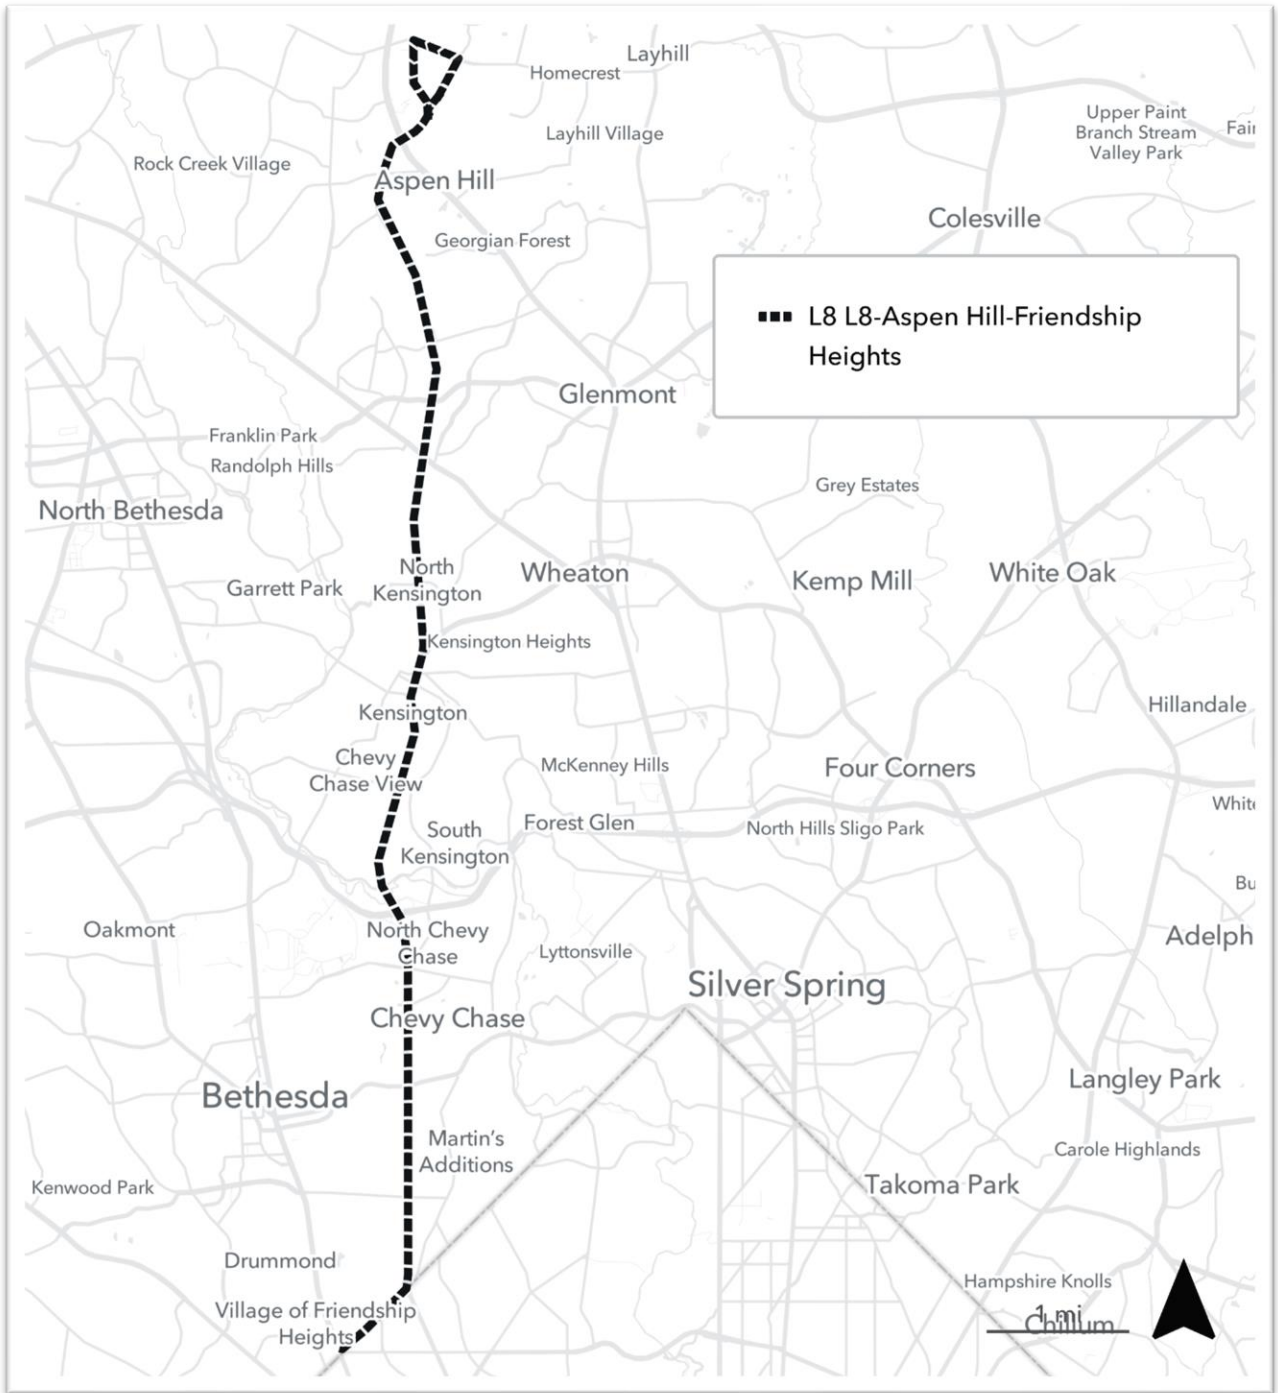 Layhill
Homecrest
Upper Paint
Branch Stream
Valley Park
Fair
Layhill Village
Rock Creek Village
Aspen Hill
Colesville
Georgian Forest
L8 L8-Aspen Hill-Friendship
Heights
Glenmont
Franklin Park
Randolph Hills
Grey Estates
North Bethesda
North
Kensington
Wheaton
Kemp Mill
White Oak
Garrett Park
Kensington Heights
Kensington
Hillandale
Chevy
Chase View
McKenney Hills
Four Corners
White
Forest Glen
North Hills Sligo Park
South
Kensington
Bu
Oakmont
North Chevy
Chase
Lyttonsville
Adelph
Silver Spring
Chevy Chase
Bethesda
Langley Park
Martin's
Additions
Carole Highlands
Kenwood Park
Takoma Park
Drummond
Hampshire Knolls
Village of Friendship
Heights
1 mi
Chillum